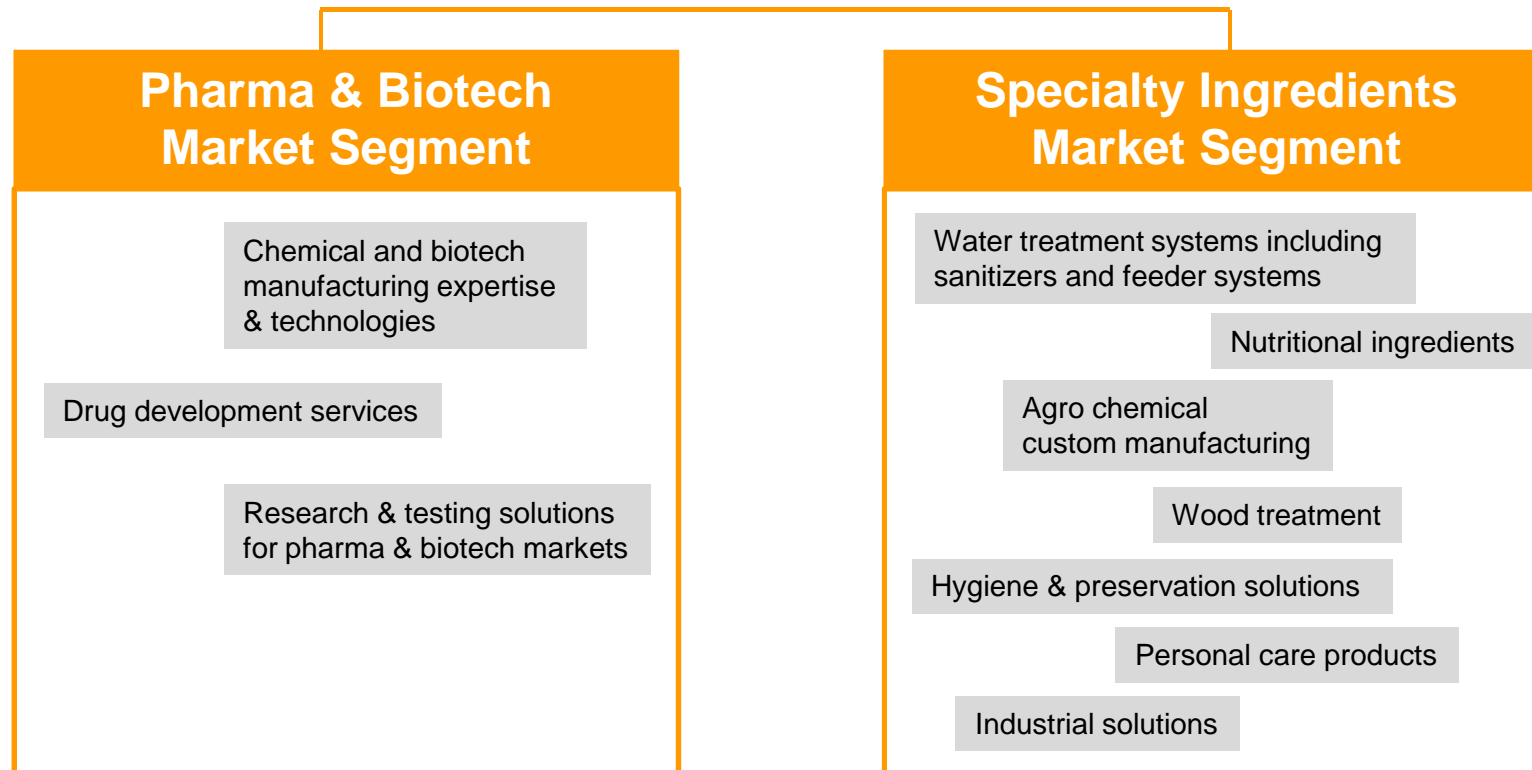 Pharma & Biotech
Market Segment
Chemical and biotech
manufacturing expertise
& technologies
Drug development services
Research & testing solutions
for pharma & biotech markets
Specialty Ingredients
Market Segment
Water treatment systems including
sanitizers and feeder systems
Nutritional ingredients
Agro chemical
custom manufacturing
Wood treatment
Hygiene & preservation solutions
Personal care products
Industrial solutions